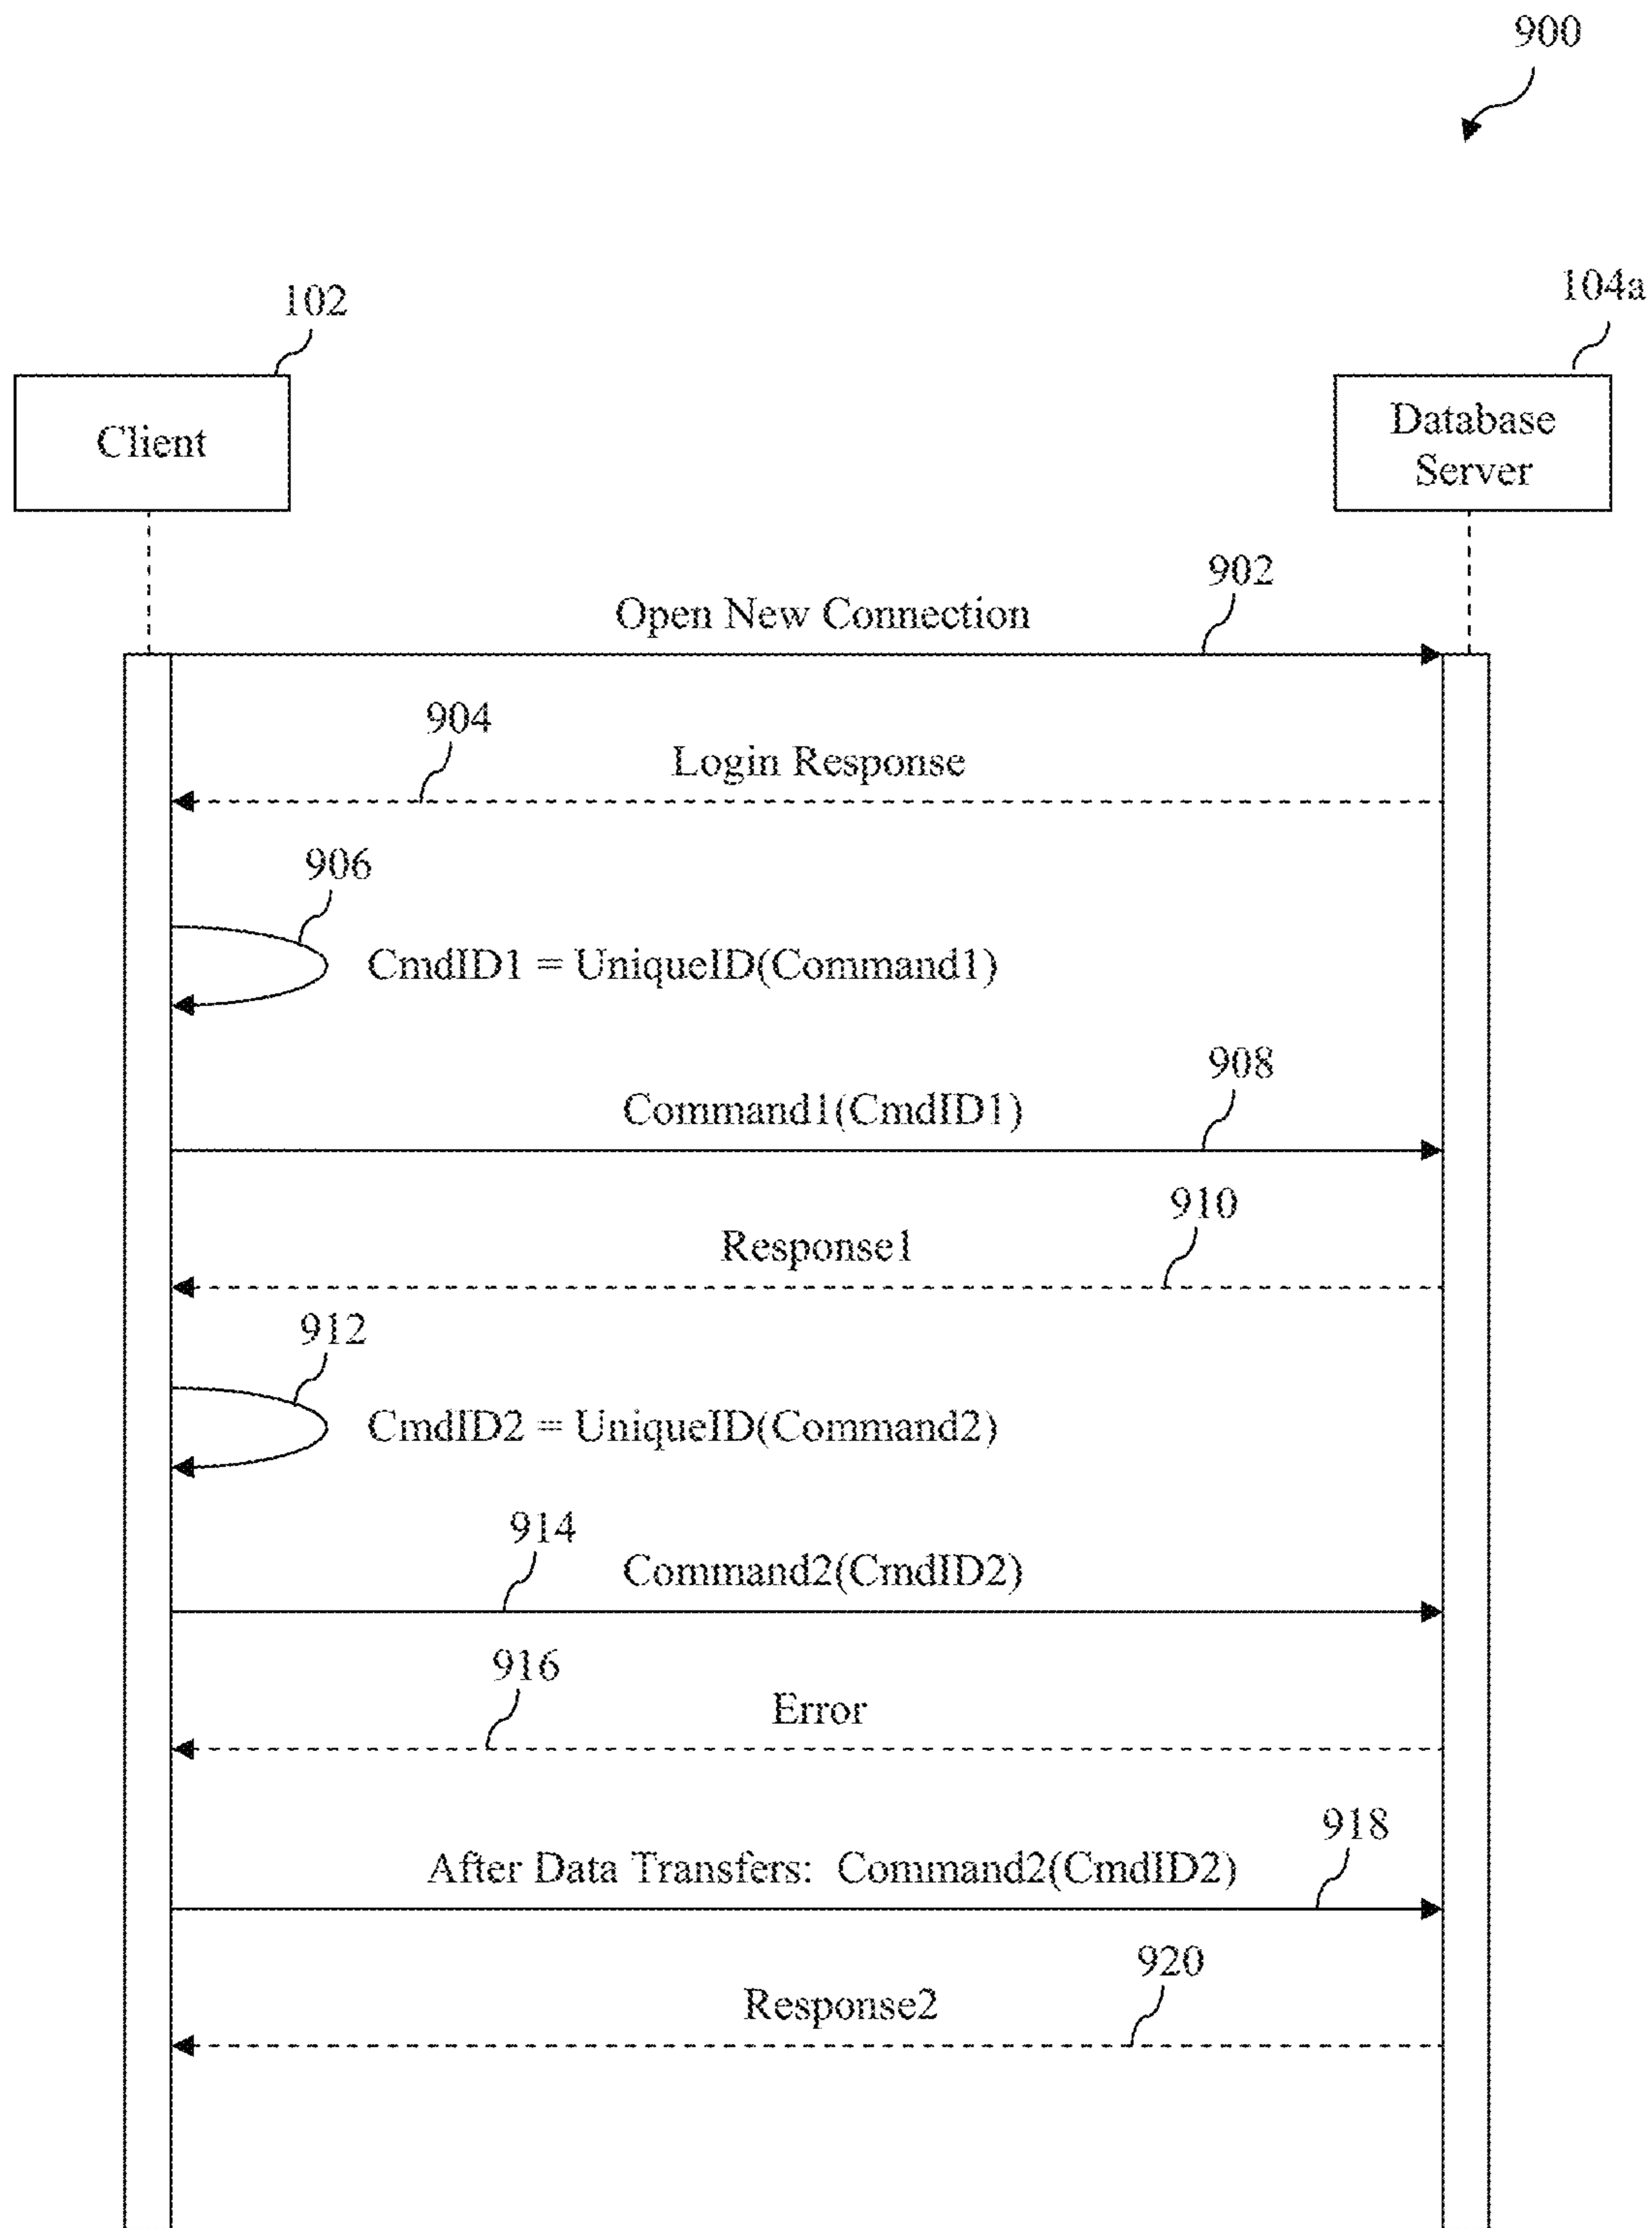 900
102
104a
Client
Database
Server
902
Open New Connection
904
Login Response
906
CmdID1 = UniqueID(Command1)
908
Command1(CmdID1)
910
Response1
912
CmdID2 = UniqueID(Command2)
914
Command2(CmdID2)
916
Error
918
After Data Transfers: Command2(CmdID2)
920
Response2